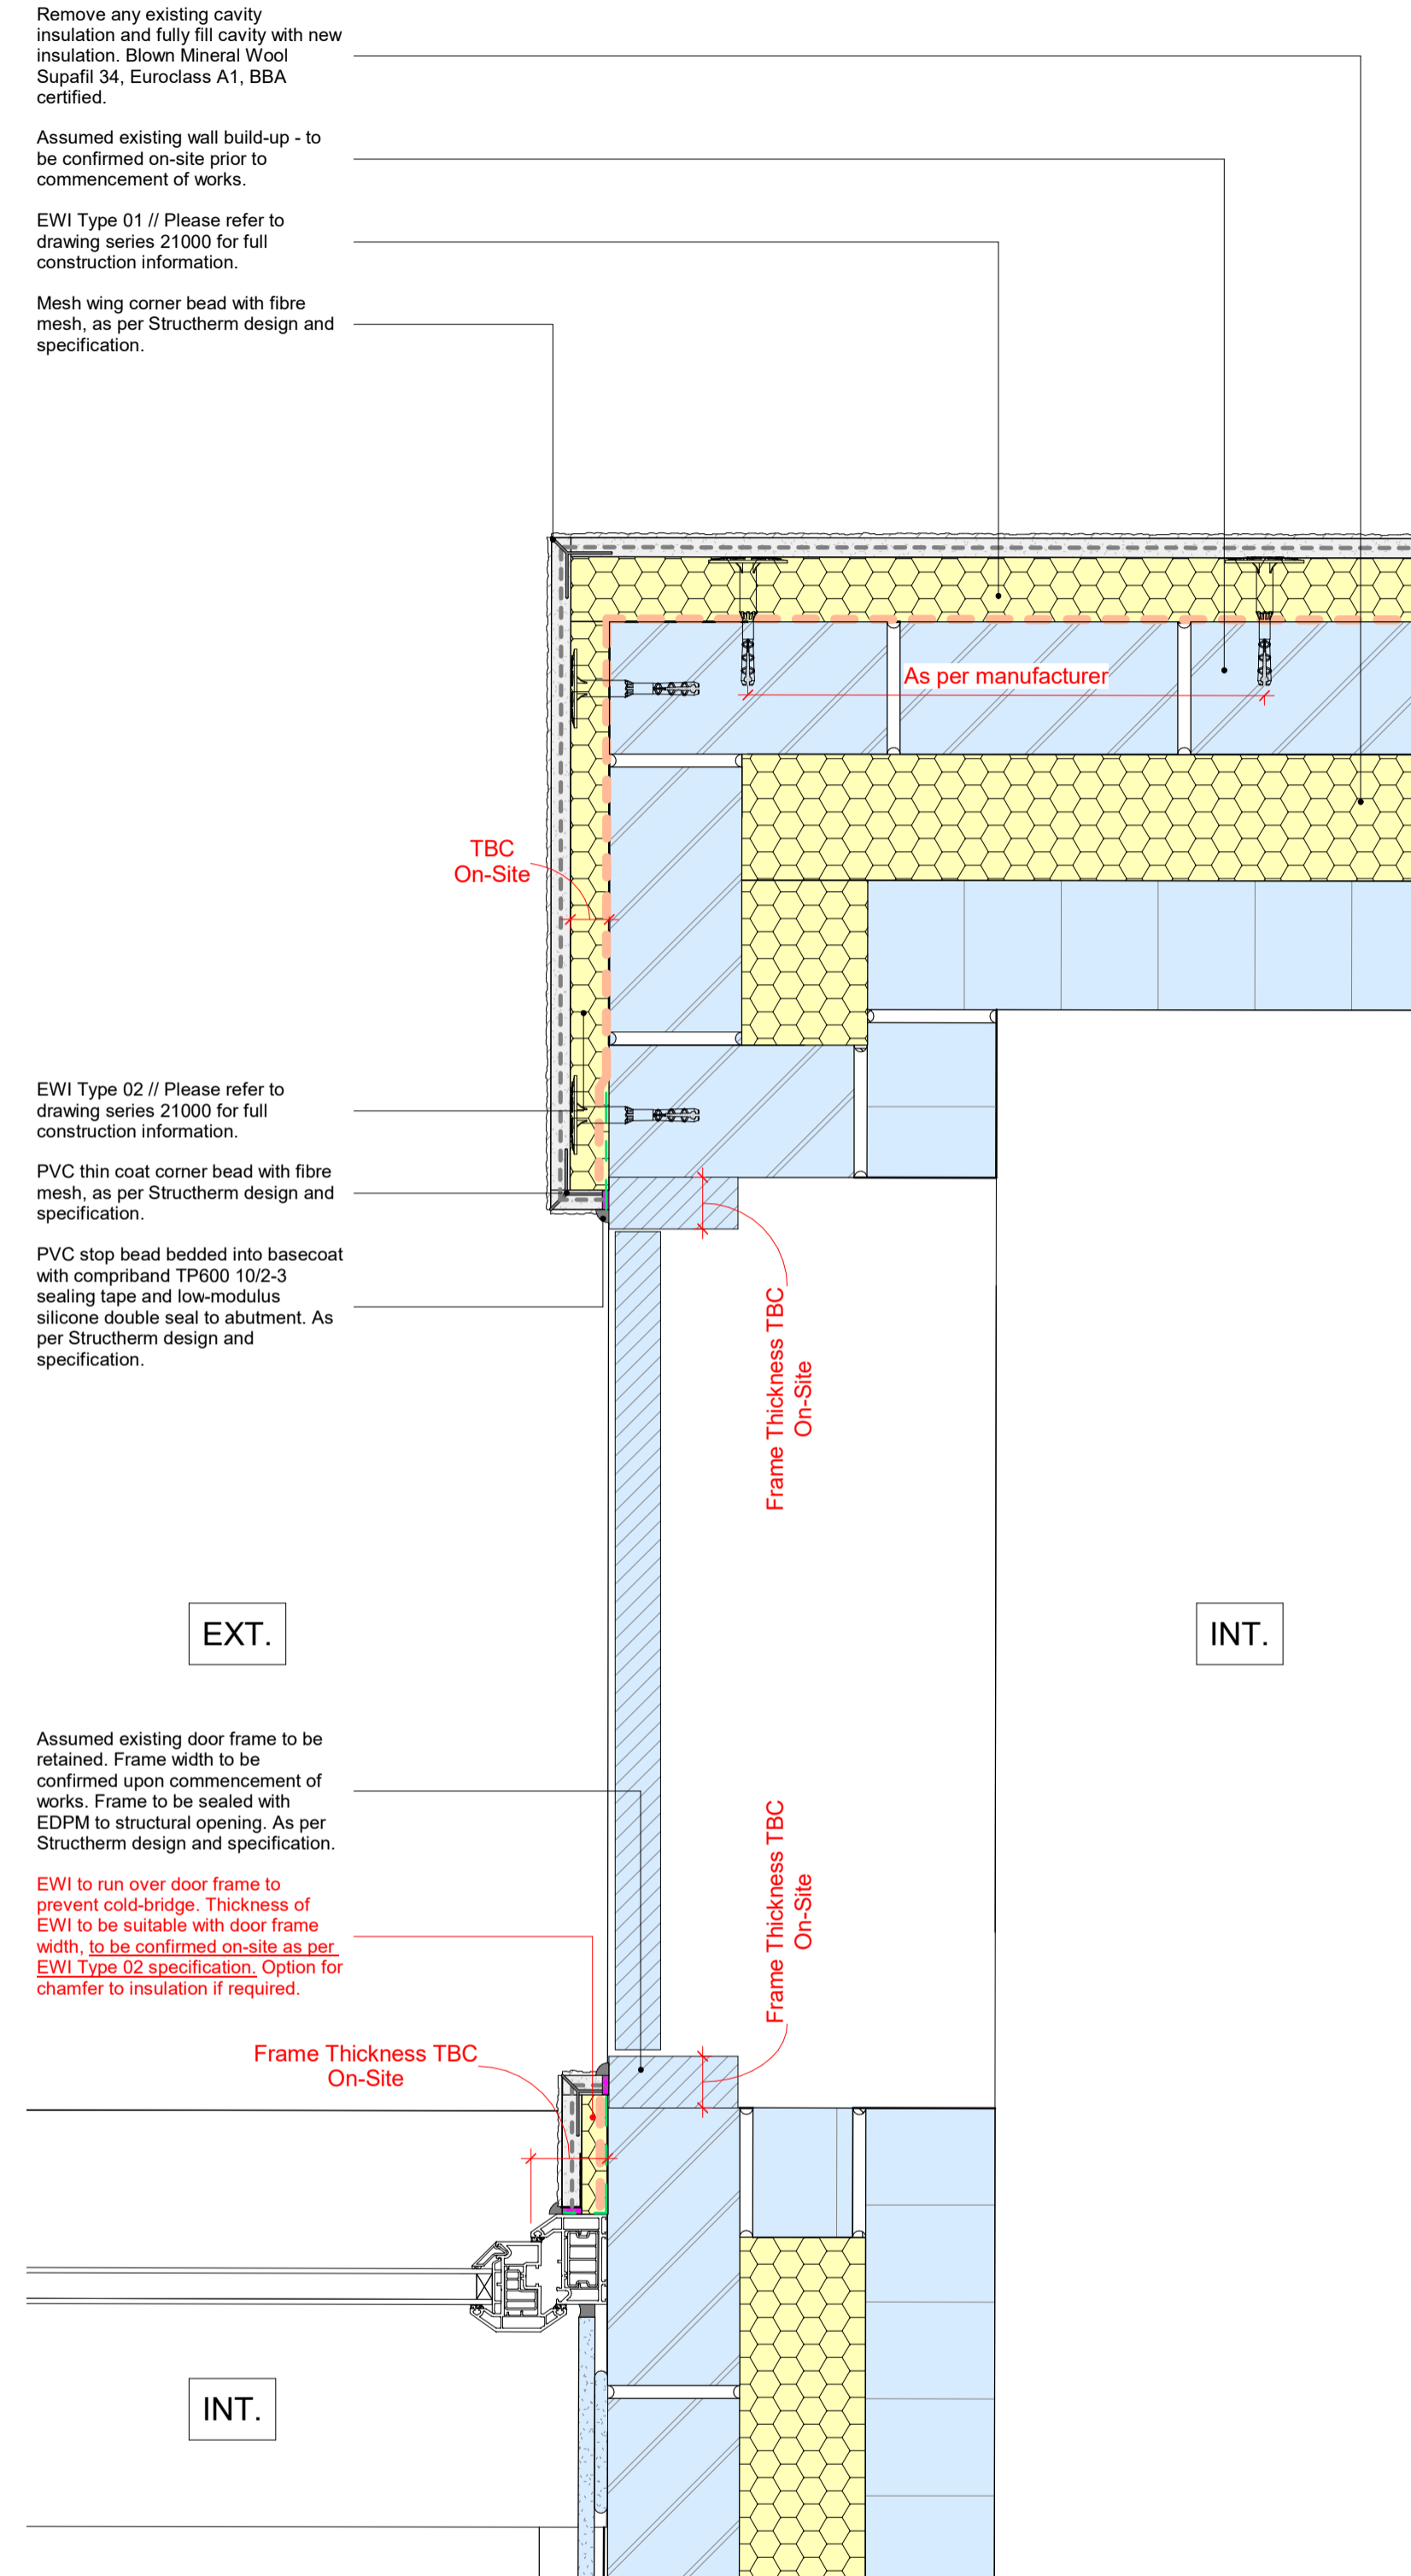 Remove any existing cavity
insulation and fully fill cavity with new
insulation. Blown Mineral Wool
Supafil 34, Euroclass A1, BBA
certified.
Assumed existing wall build-up - to
be confirmed on-site prior to
commencement of works.
EWI Type 01 // Please refer to
drawing series 21000 for full
construction information.
Mesh wing corner bead with fibre
mesh, as per Structherm design and
specification.
As per manufacturer
TBC
On-Site
EWI Type 02 // Please refer to
drawing series 21000 for full
construction information.
PVC thin coat corner bead with fibre
mesh, as per Structherm design and
specification.
PVC stop bead bedded into basecoat
with compriband TP600 10/2-3
sealing tape and low-modulus
silicone double seal to abutment. As
per Structherm design and
specification.
Frame Thickness TBC
On-Site
EXT.
INT.
Assumed existing door frame to be
retained. Frame width to be
confirmed upon commencement of
works. Frame to be sealed with
EDPM to structural opening. As per
Structherm design and specification.
EWI to run over door frame to
prevent cold-bridge. Thickness of
EWI to be suitable with door frame
width, to be confirmed on-site as per
EWI Type 02 specification. Option for
chamfer to insulation if required.
Frame Thickness TBC
On-Site
Frame Thickness TBC
On-Site
INT.